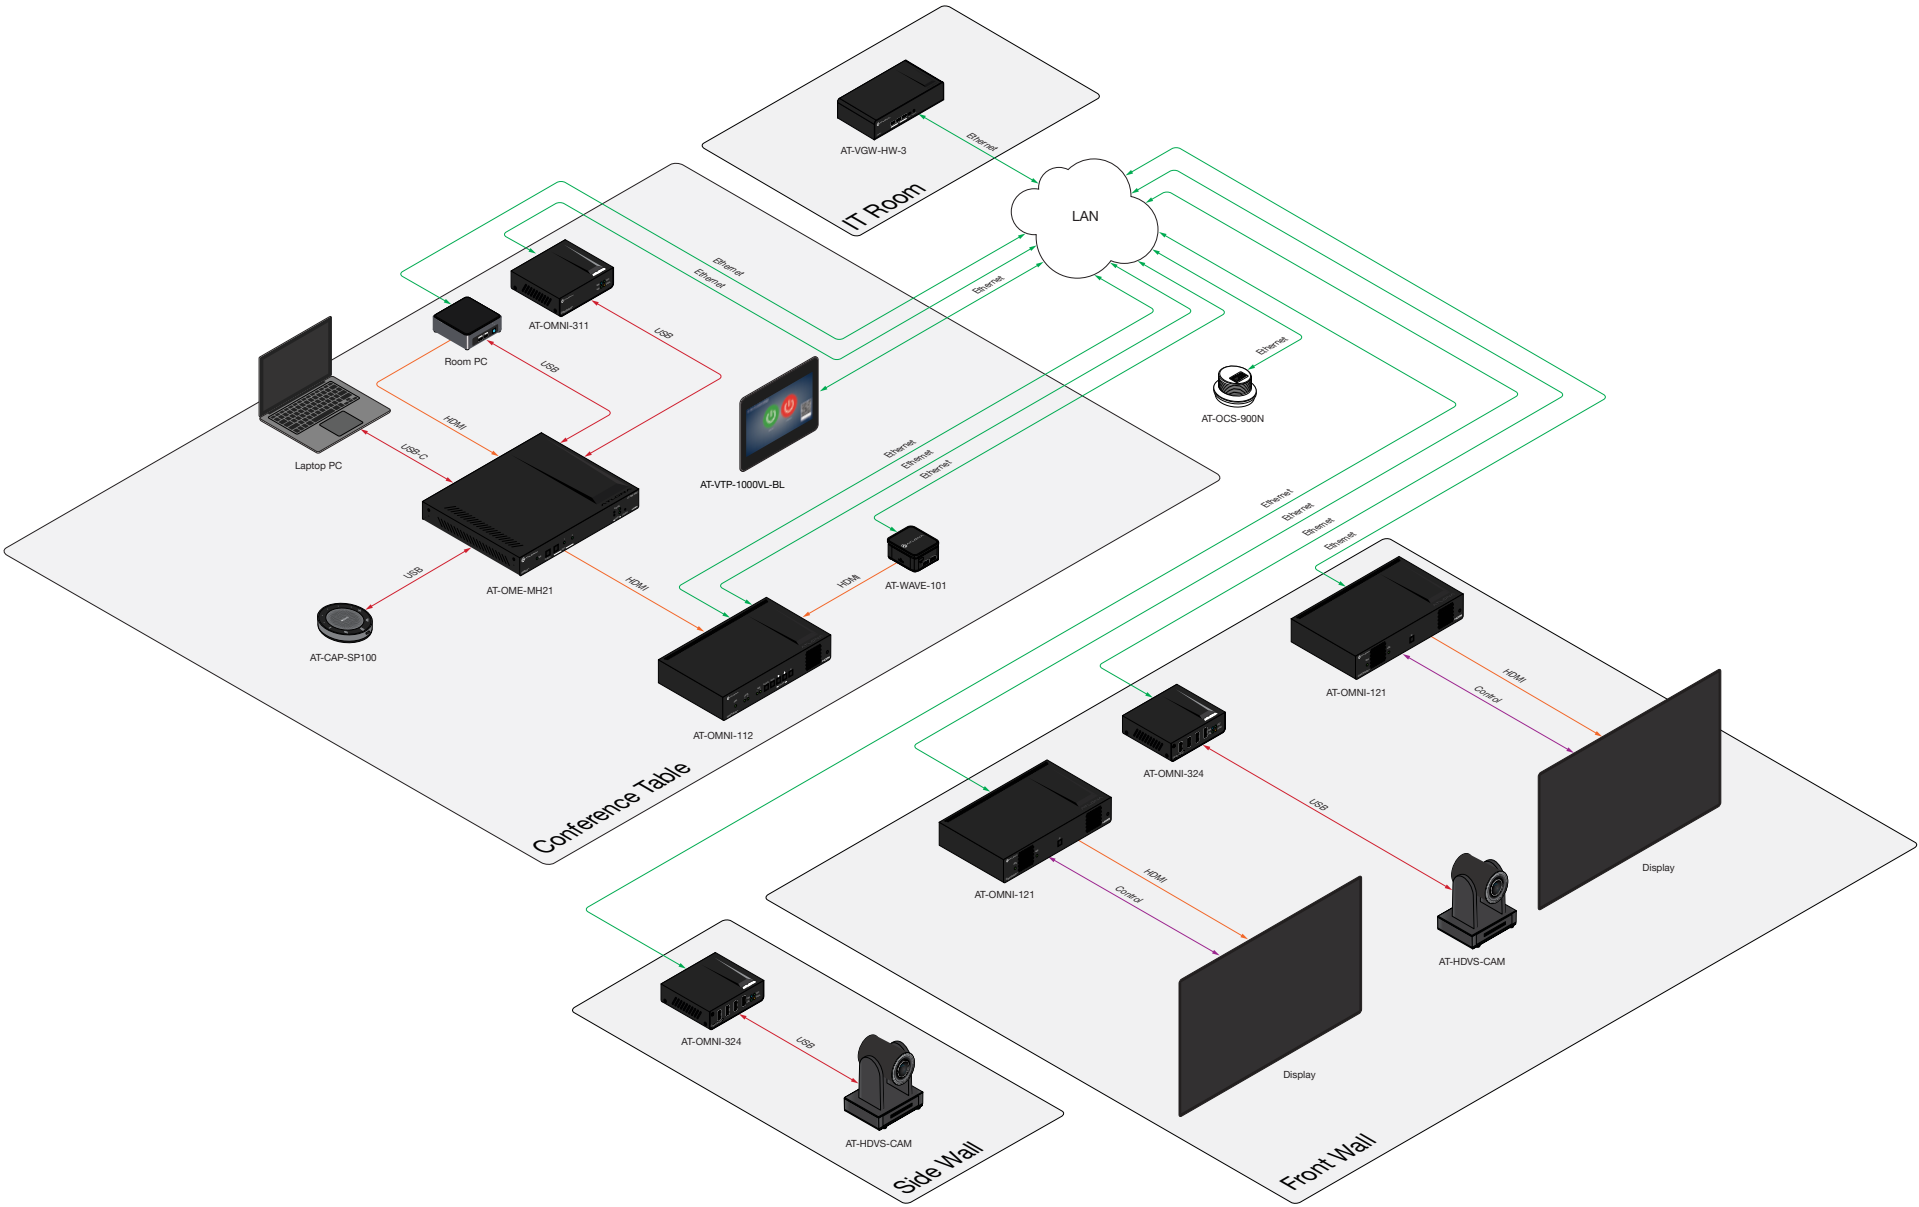 AT-VGW-HW-3
Ethernet
IT Room
LAN
Ethernet
Ethernet
Ethernet
AT-OMNI-311
USB
Room PC
USB
HDMI
Laptop PC
USB-C
AT-VTP-1000VL-BL
Ethernet
AT-OCS-900N
Ethernet
Ethernet
Ethernet
AT-OME-MH21
USB
AT-CAP-SP100
HDMI
HDMI
AT-WAVE-101
AT-OMNI-112
Conference Table
Ethernet
Ethernet
Ethernet
Ethernet
AT-OMNI-121
HDMI
Control
Display
AT-OMNI-324
USB
AT-HDVS-CAM
AT-OMNI-121
HDMI
Control
Display
Front Wall
AT-OMNI-324
USB
AT-HDVS-CAM
Side Wall